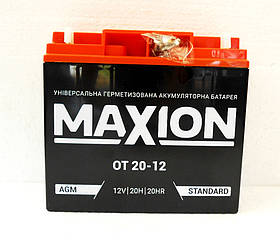 УНІВЕРСАЛЬНА ГЕРМЕТИЗОВАНА АКУМУЛЯТОРНА БАТАРЕЯ
MAXION
OT 20-12
12V|20H|20HR
AGM STANDARD